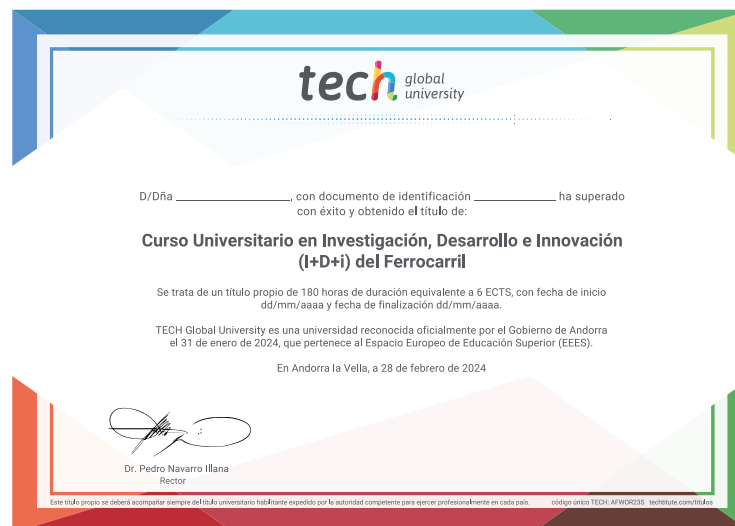 tech global university
D/Dña ______________, con documento de identificación __________ ha superado
con éxito y obtenido el título de:
Curso Universitario en Investigación, Desarrollo e Innovación
(I+D+i) del Ferrocarril
Se trata de un título propio de 180 horas de duración equivalente a 6 ECTS, con fecha de inicio
dd/mm/aaaa y fecha de finalización dd/mm/aaaa.
TECH Global University es una universidad reconocida oficialmente por el Gobierno de Andorra
el 31 de enero de 2024, que pertenece al Espacio Europeo de Educación Superior (EEES).
En Andorra la Vella, a 28 de febrero de 2024
Dr. Pedro Navarro Illana
Rector
Este título propio se deberá acompañar siempre del título universitario habilitante expedido por la autoridad competente para ejercer profesionalmente en cada país. código único TECH: AFWOR23S techtitute.com/titulos